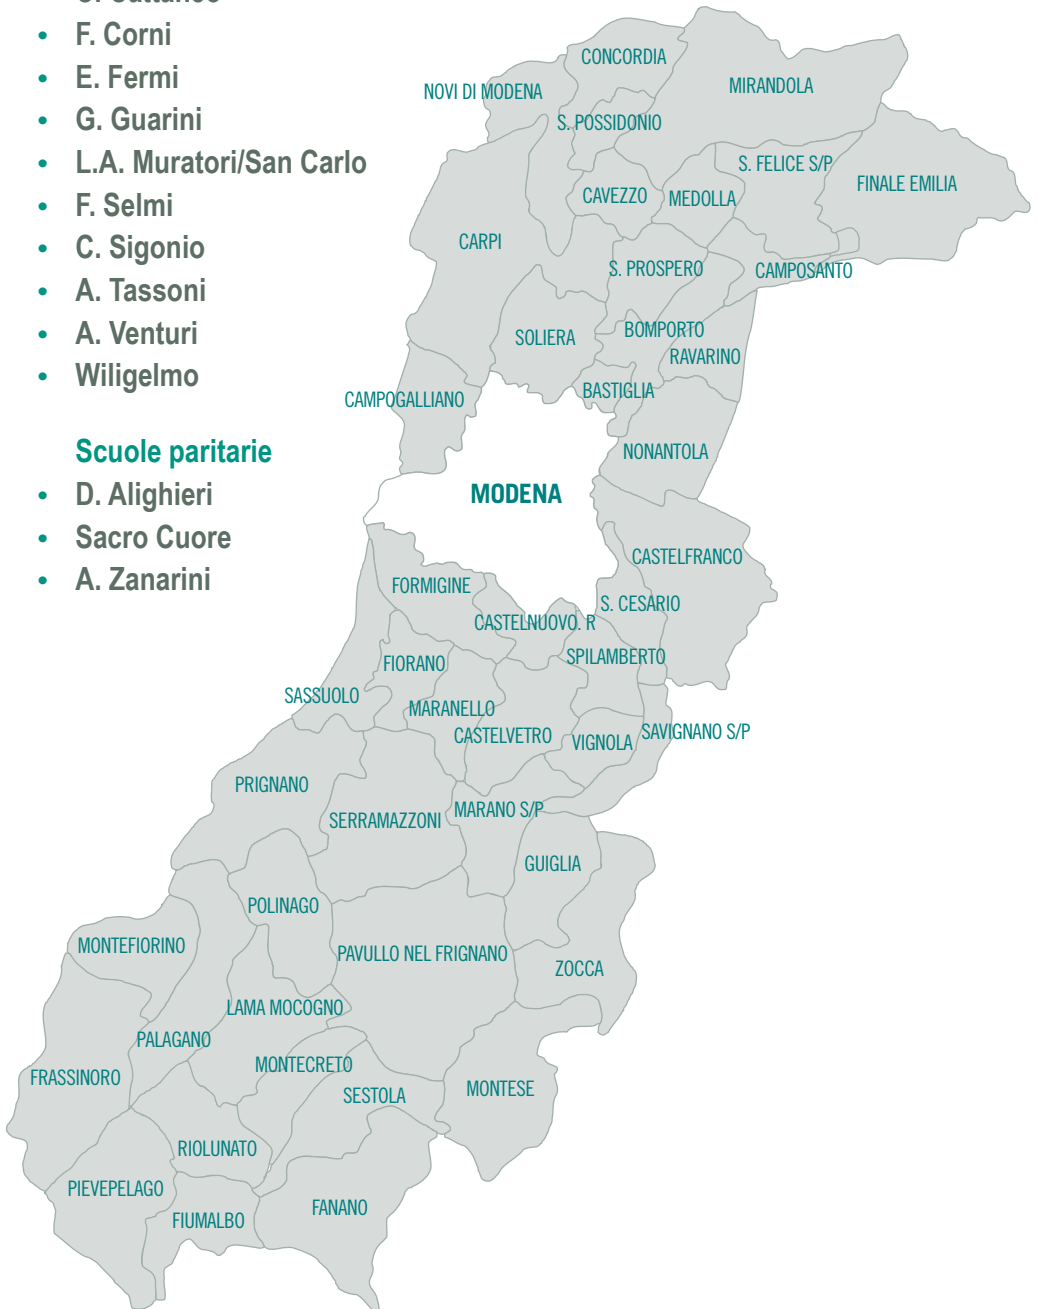 • F. Corni
• E. Fermi
• G. Guarini
• L.A. Muratori/San Carlo
• F. Selmi
• C. Sigonio
• A. Tassoni
• A. Venturi
• Wiligelmo
Scuole paritarie
• D. Alighieri
• Sacro Cuore
• A. Zanarini
CONCORDIA
MIRANDOLA
NOVI DI MODENA
S. POSSIDONIO
S. FELICE S/P
FINALE EMILIA
CAVEZZO
MEDOLLA
CARPI
S. PROSPERO
CAMPOSANTO
SOLIERA
BOMPORTO
RAVARINO
BASTIGLIA
CAMPOGALLIANO
NONANTOLA
MODENA
CASTELFRANCO
FORMIGINE
S. CESARIO
CASTELNUOVO. R
SPILAMBERTO
FIORANO
SASSUOLO
MARANELLO
CASTELVETRO
VIGNOLA
SAVIGNANO S/P
PRIGNANO
SERRAMAZZONI
MARANO S/P
GUIGLIA
POLINAGO
MONTEFIORINO
PAVULLO NEL FRIGNANO
ZOCCA
LAMA MOCOGNO
PALAGANO
MONTECRETO
FRASSINORO
SESTOLA
MONTESE
RIOLUNATO
PIEVEPELAGO
FANANO
FIUMALBO